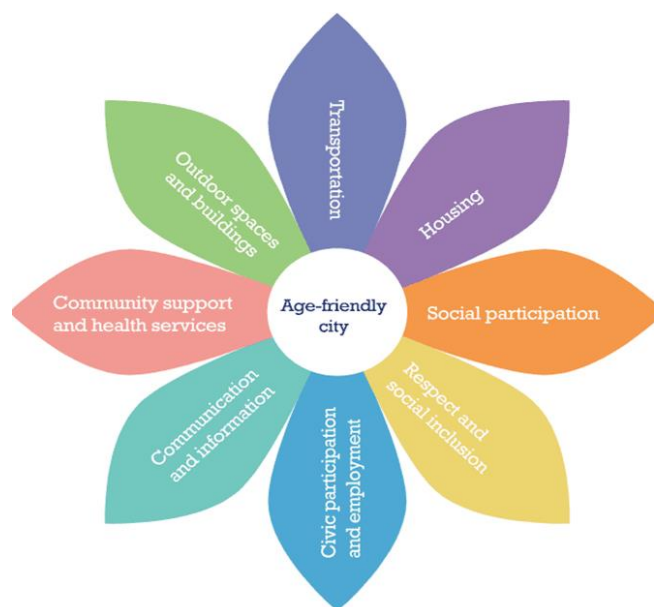 Transportation
Housing
Social participation
Respect and
social inclusion
Civic participation
and employment
Communication
and information
Community support
and health services
Outdoor spaces
and buildings
Age-friendly
city